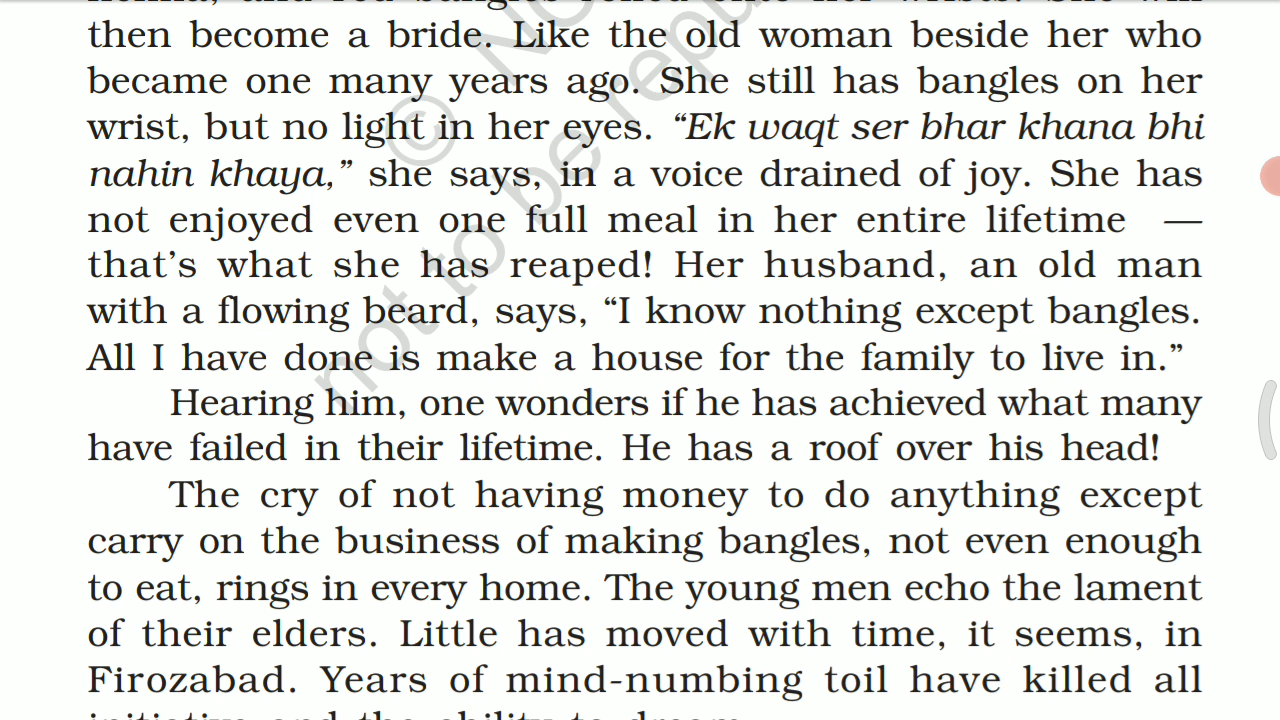 then become a bride. Like the old woman beside her who
became one many years ago. She still has bangles on her
wrist, but no light in her eyes. “Ek waqt ser bhar khana bhi
nahin khaya,” she says, in a voice drained of joy. She has
not enjoyed even one full meal in her entire lifetime —
that’s what she has reaped! Her husband, an old man
with a flowing beard, says, “I know nothing except bangles.
All I have done is make a house for the family to live in.”
Hearing him, one wonders if he has achieved what many
have failed in their lifetime. He has a roof over his head!
The cry of not having money to do anything except
carry on the business of making bangles, not even enough
to eat, rings in every home. The young men echo the lament
of their elders. Little has moved with time, it seems, in
Firozabad. Years of mind-numbing toil have killed all
© 
not to be